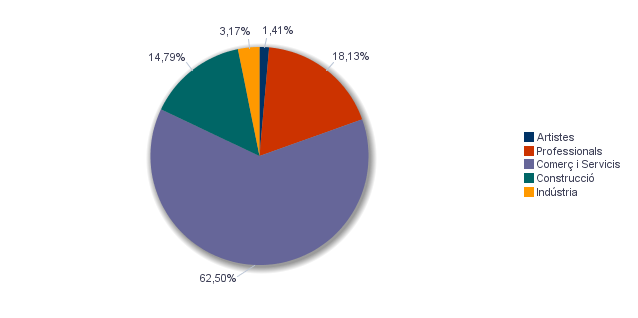 3,17%
1,41%
14,79%
18,13%
62,50%
Artistes
Professionals
Comerç i Servicis
Construcció
Indústria